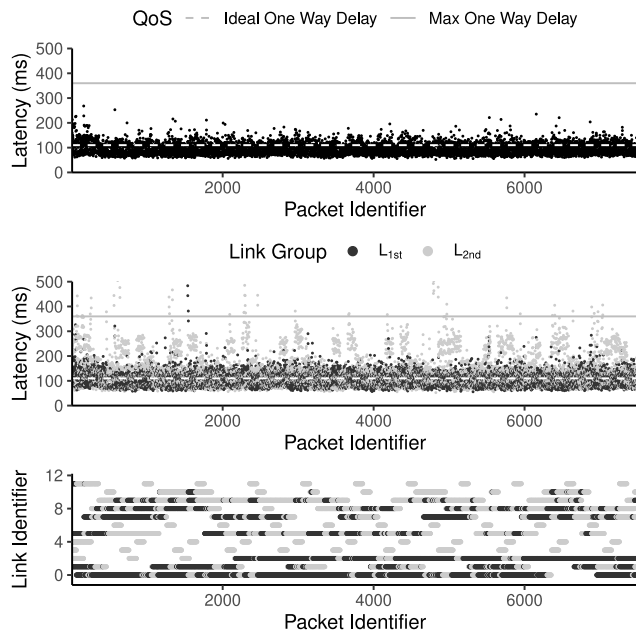 QoS Ideal One Way Delay Max One Way Delay
500
400
300
200
100
0
Latency (ms)
2000 4000 6000
Packet Identifier
Link Group L1st L2nd
500
400
300
200
100
0
Latency (ms)
2000 4000 6000
Packet Identifier
12
8
4
0
Link Identifier
2000 4000 6000
Packet Identifier